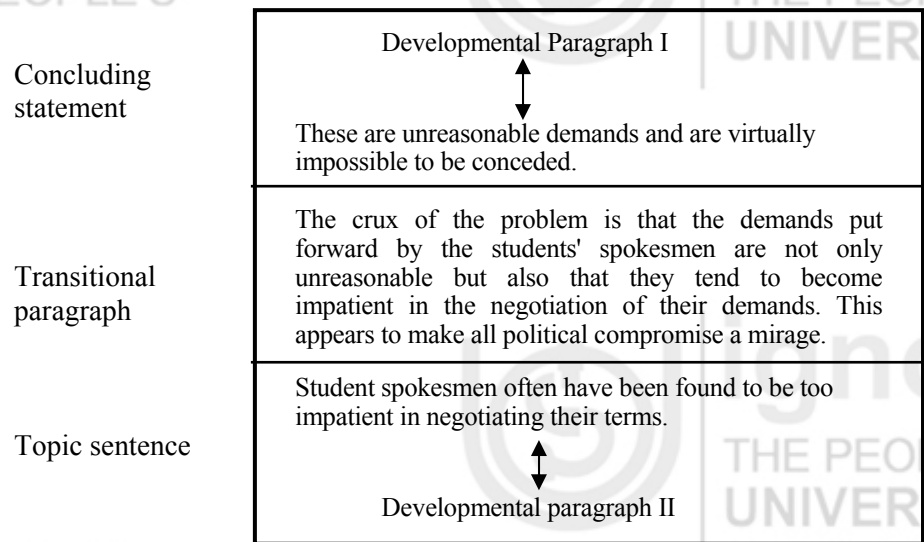 PEOPLE'S
THE PEOPLE'S
UNIVER
Developmental Paragraph I
Concluding
statement
These are unreasonable demands and are virtually
impossible to be conceded.
The crux of the problem is that the demands put
forward by the students' spokesmen are not only
unreasonable but also that they tend to become
impatient in the negotiation of their demands. This
appears to make all political compromise a mirage.
Transitional
paragraph
Student spokesmen often have been found to be too
impatient in negotiating their terms.
Topic sentence
Developmental paragraph II
igno
THE PEO
UNIVER